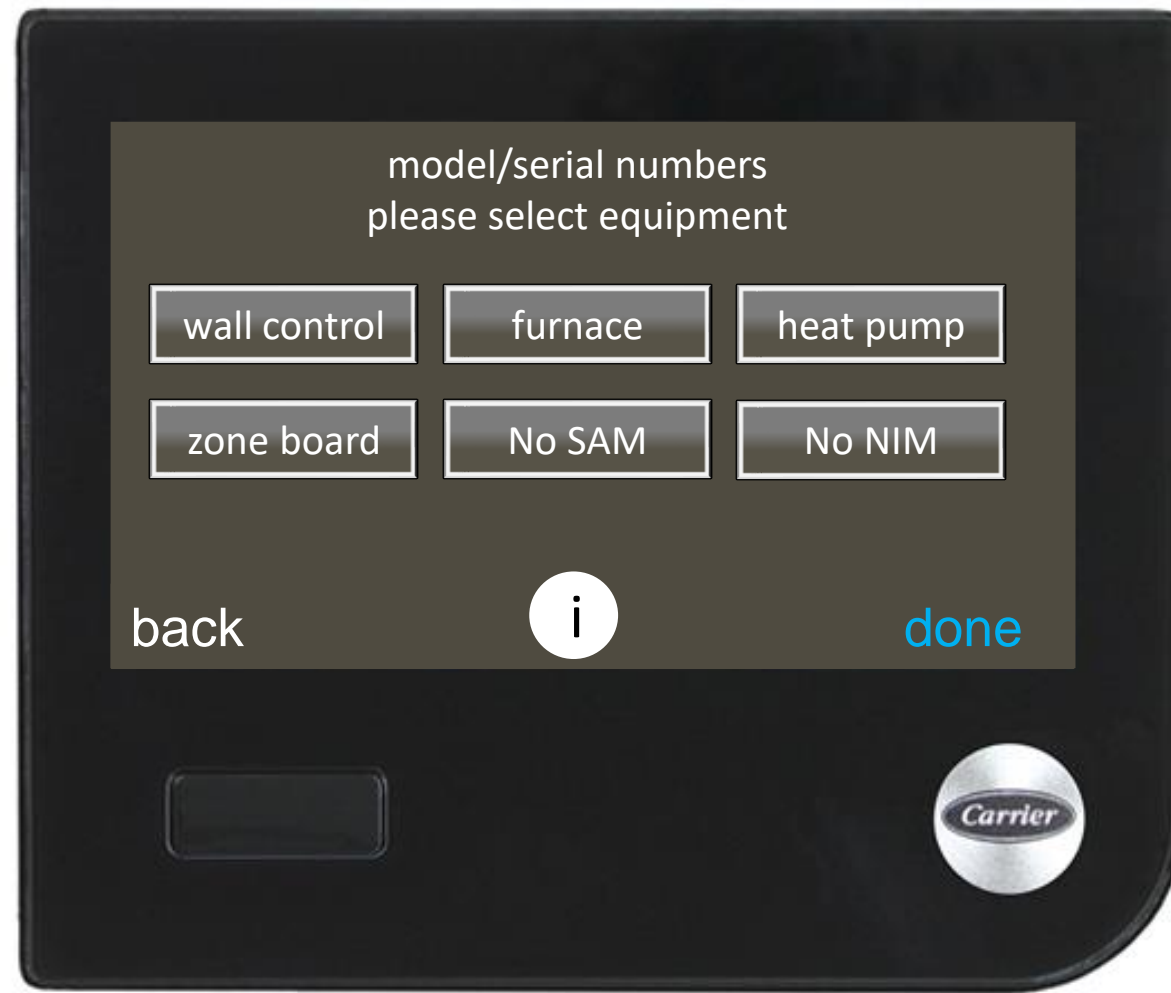 model/serial numbers
please select equipment
wall control
furnace
heat pump
zone board
No SAM
No NIM
back
i
done
Carrier